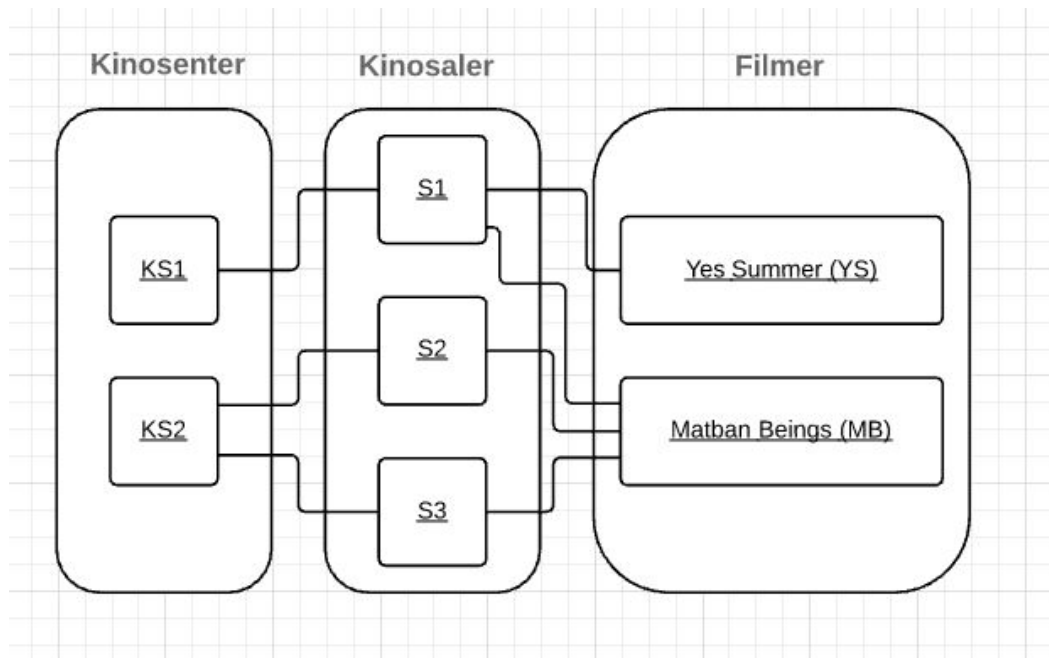 Kinosenter
Kinosaler
Filmer
S1
KS1
Yes Summer (YS)
S2
KS2
Matban Beings (MB)
S3